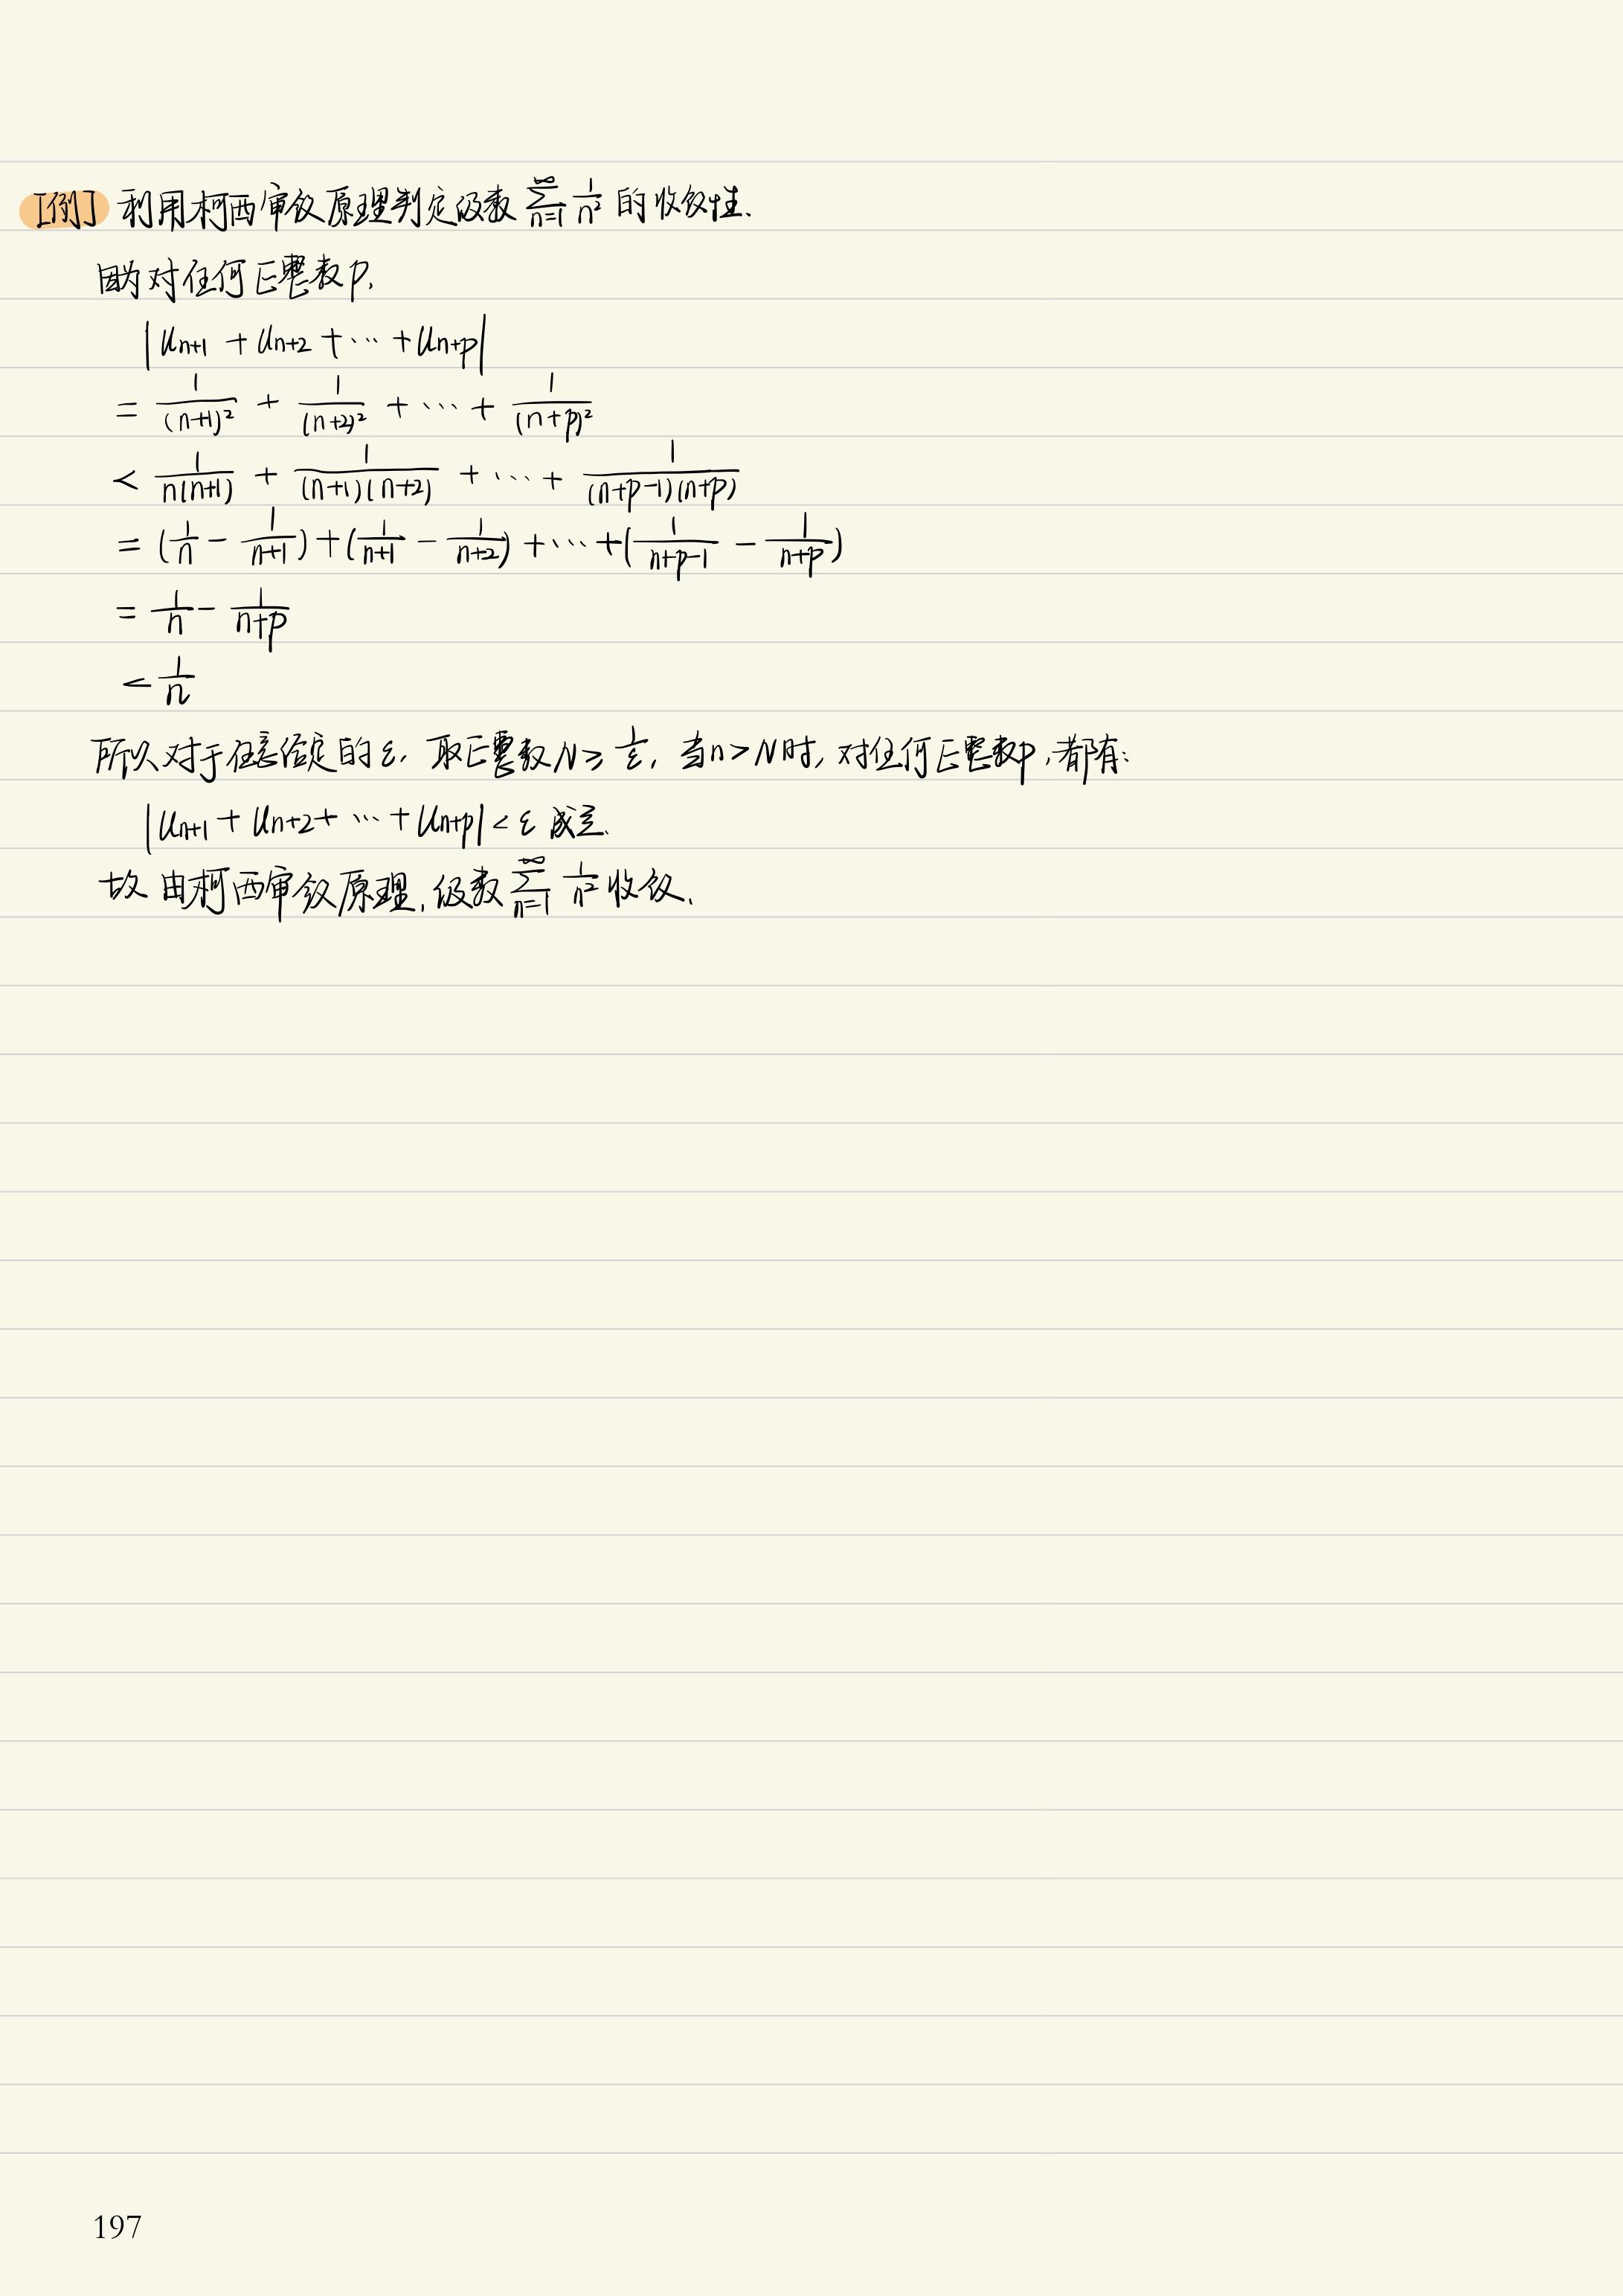 [例] 利用柯西审敛原理判定级数 $\sum_{n=1}^{\infty} \frac{1}{n^2}$ 的收敛性.
因为对任何正整数p,
$|u_{n+1} + u_{n+2} + \cdots + u_{n+p}|$
$= \frac{1}{(n+1)^2} + \frac{1}{(n+2)^2} + \cdots + \frac{1}{(n+p)^2}$
$< \frac{1}{n(n+1)} + \frac{1}{(n+1)(n+2)} + \cdots + \frac{1}{(n+p-1)(n+p)}$
$= (\frac{1}{n} - \frac{1}{n+1}) + (\frac{1}{n+1} - \frac{1}{n+2}) + \cdots + (\frac{1}{n+p-1} - \frac{1}{n+p})$
$= \frac{1}{n} - \frac{1}{n+p}$
$< \frac{1}{n}$
所以对于任意给定的ε, 取正整数 $N \geq \frac{1}{ε}$, 当n>N时, 对任何正整数p, 都有:
$|u_{n+1} + u_{n+2} + \cdots + u_{n+p}| < ε$ 成立.
故由柯西审敛原理, 级数 $\sum_{n=1}^{\infty} \frac{1}{n^2}$ 收敛.
197